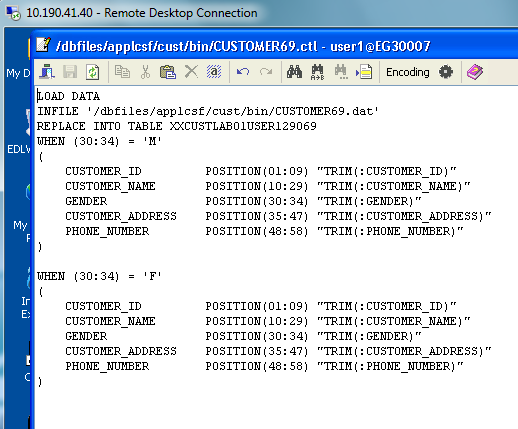 10.190.41.40 - Remote Desktop Connection
/dbfiles/applcsf/cust/bin/CUSTOMER69.ctl - user1@EG30007
Encoding
My D
EDLW
My
In
Ex
LOAD DATA
INFILE '/dbfiles/applcsf/cust/bin/CUSTOMER69.dat'
REPLACE INTO TABLE XXCUSTLAB01USER129069
WHEN (30:34) = 'M'
(
CUSTOMER_ID POSITION(01:09) "TRIM(:CUSTOMER_ID)"
CUSTOMER_NAME POSITION(10:29) "TRIM(:CUSTOMER_NAME)"
GENDER POSITION(30:34) "TRIM(:GENDER)"
CUSTOMER_ADDRESS POSITION(35:47) "TRIM(:CUSTOMER_ADDRESS)"
PHONE_NUMBER POSITION(48:58) "TRIM(:PHONE_NUMBER)"
)
WHEN (30:34) = 'F'
(
CUSTOMER_ID POSITION(01:09) "TRIM(:CUSTOMER_ID)"
CUSTOMER_NAME POSITION(10:29) "TRIM(:CUSTOMER_NAME)"
GENDER POSITION(30:34) "TRIM(:GENDER)"
CUSTOMER_ADDRESS POSITION(35:47) "TRIM(:CUSTOMER_ADDRESS)"
PHONE_NUMBER POSITION(48:58) "TRIM(:PHONE_NUMBER)"
)